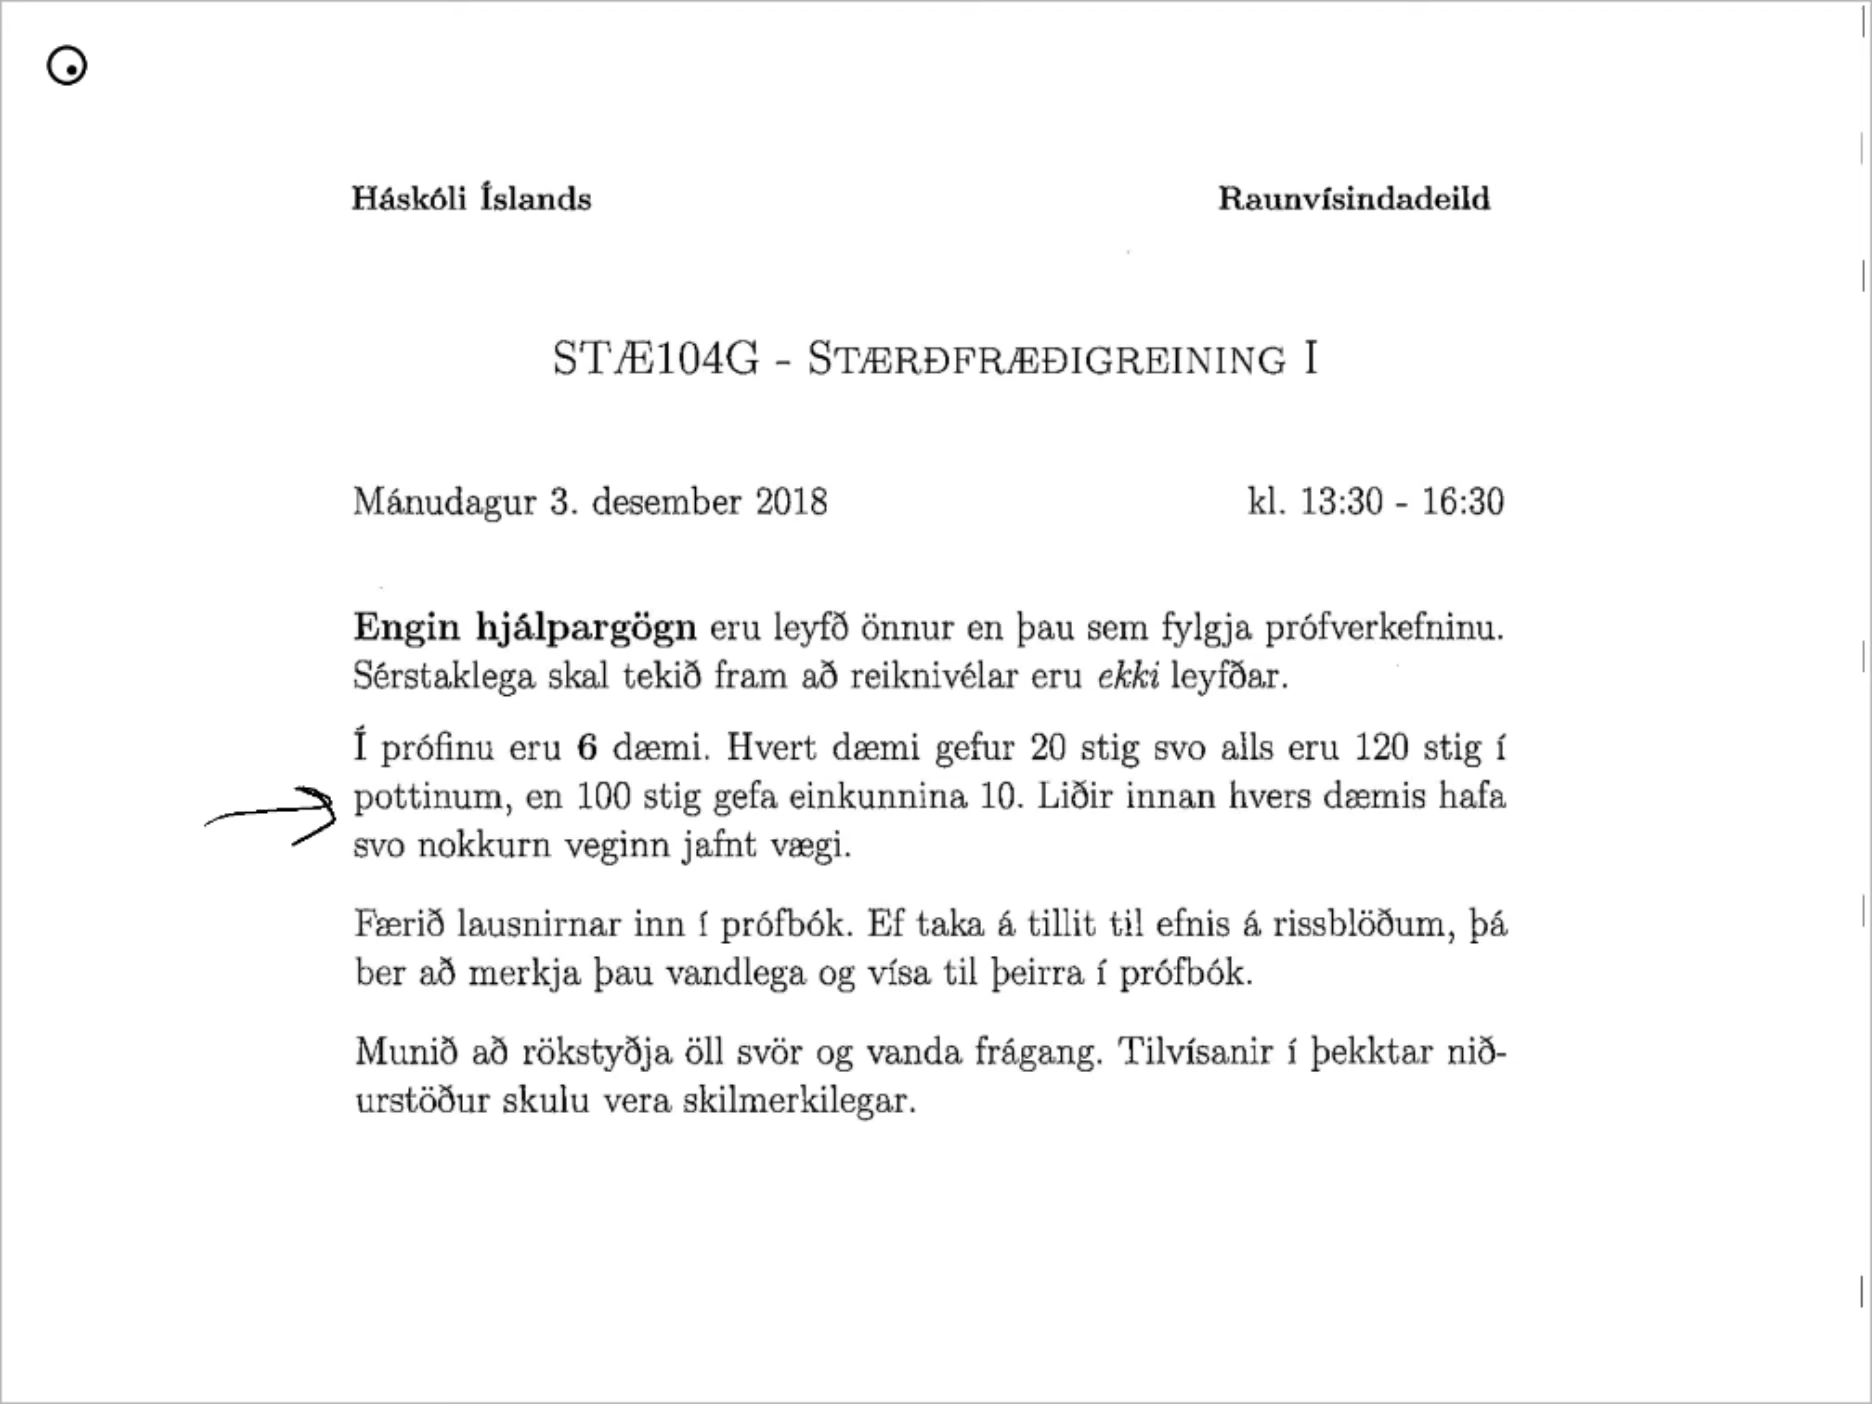 Háskóli Íslands Raunvísindadeild
STÆ104G - STÆRÐFRÆÐIGREINING I
Mánudagur 3. desember 2018 kl. 13:30 - 16:30
Engin hjálpargögn eru leyfð önnur en þau sem fylgja prófverkefninu.
Sérstaklega skal tekið fram að reiknivélar eru ekki leyfðar.
Í prófinu eru 6 dæmi. Hvert dæmi gefur 20 stig svo alls eru 120 stig í
pottinum, en 100 stig gefa einkunnina 10. Liðir innan hvers dæmis hafa
svo nokkurn veginn jafnt vægi.
Færið lausnirnar inn í prófbók. Ef taka á tillit til efnis á rissblöðum, þá
ber að merkja þau vandlega og vísa til þeirra í prófbók.
Munið að rökstyðja öll svör og vanda frágang. Tilvísanir í þekktar nið-
urstöður skulu vera skilmerkilegar.